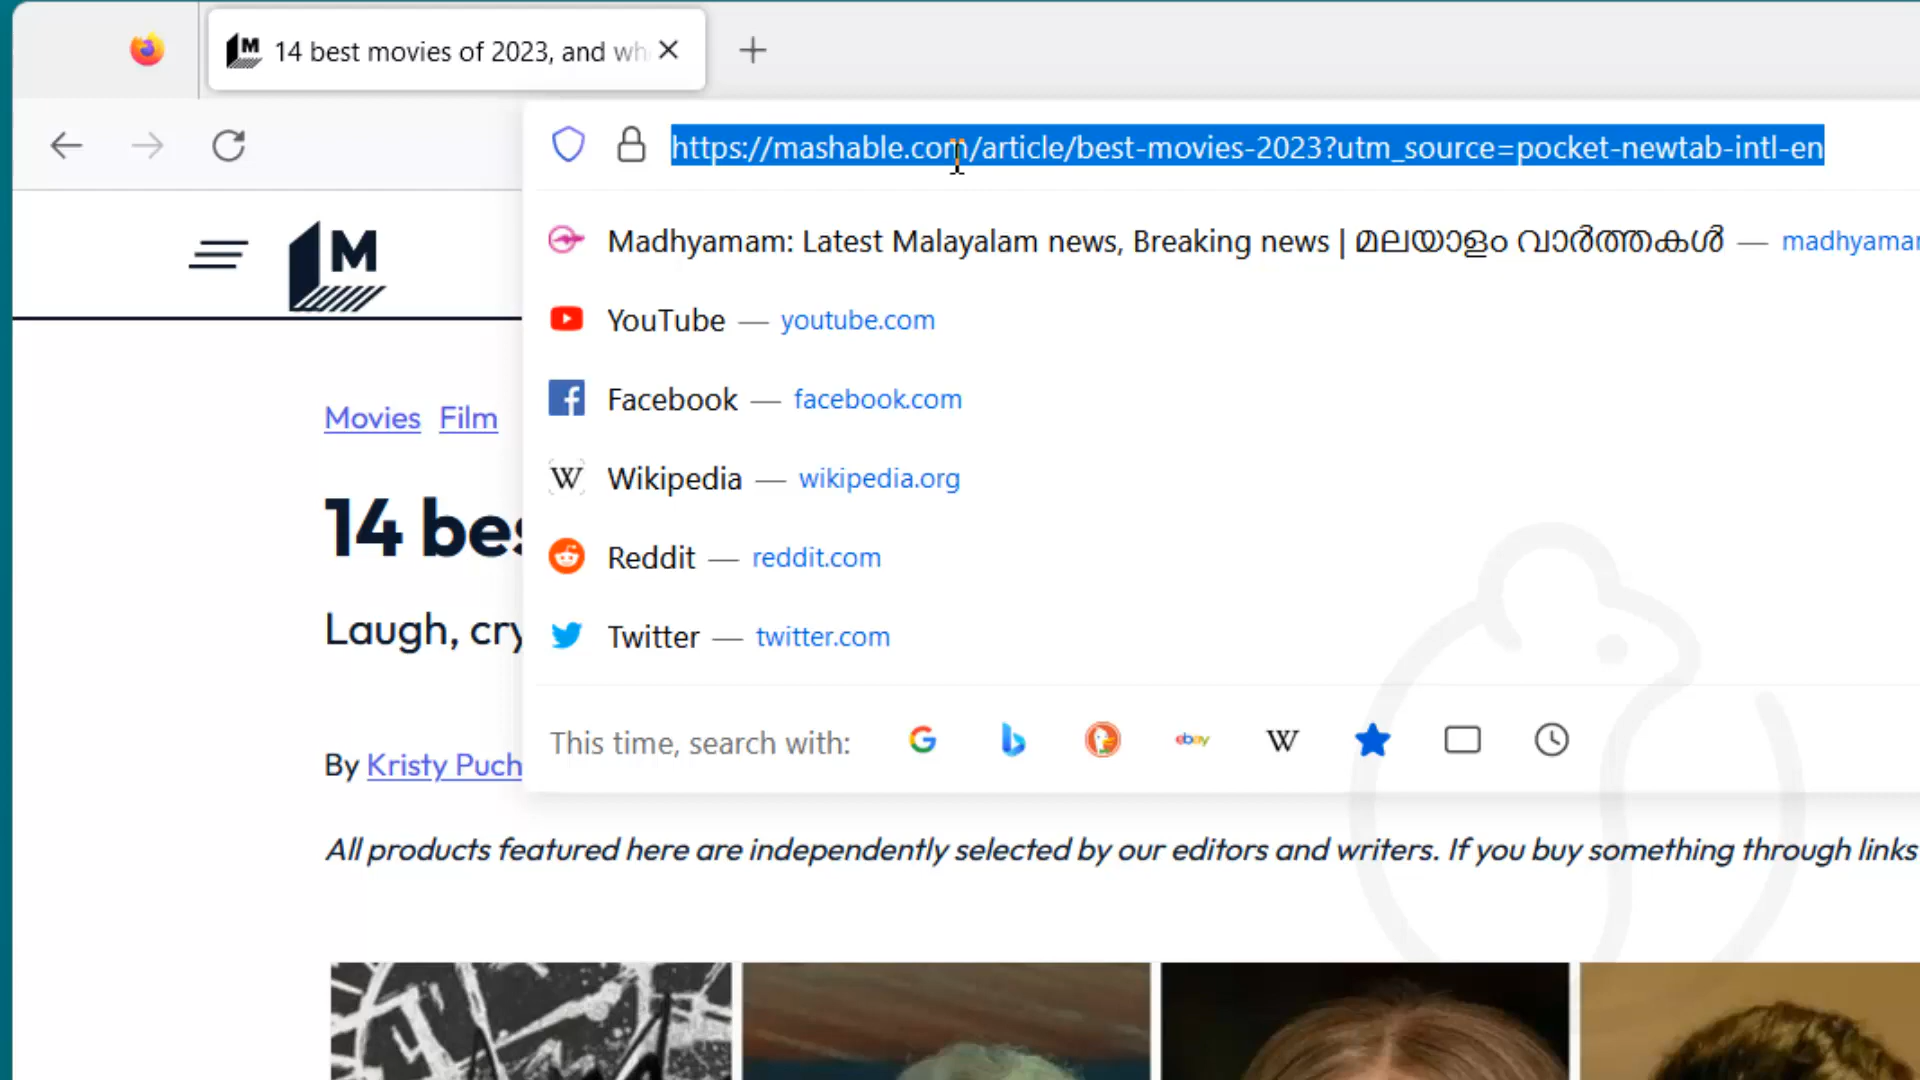 14 best movies of 2023, and wh
https://mashable.com/article/best-movies-2023?utm_source=pocket-newtab-intl-en
Madhyamam: Latest Malayalam news, Breaking news | മലയാളം വാർത്തകൾ — madhyamam
M
YouTube — youtube.com
Facebook — facebook.com
Movies Film
W Wikipedia — wikipedia.org
14 bes
Reddit — reddit.com
Laugh, cry
Twitter — twitter.com
This time, search with: G ebay W
By Kristy Puch
All products featured here are independently selected by our editors and writers. If you buy something through links